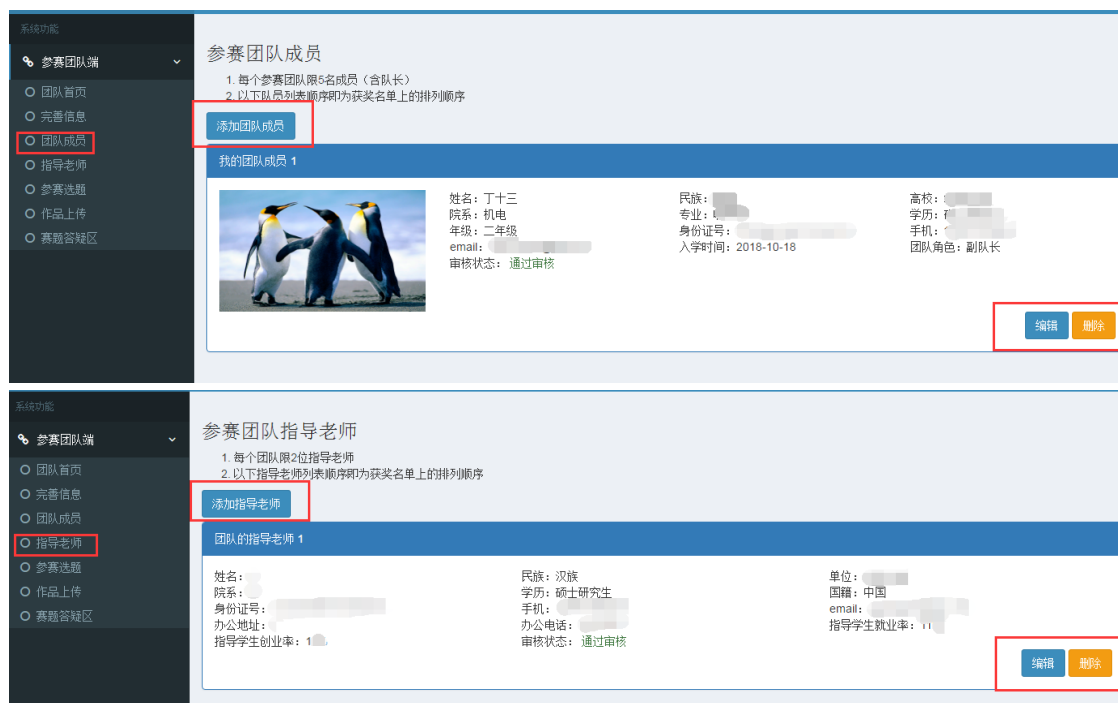 系统功能
参赛团队端
团队首页
完善信息
团队成员
指导老师
参赛选题
作品上传
赛题答疑区
参赛团队成员
1. 每个参赛团队限5名成员（含队长）
2. 以下队员列表顺序即为获奖名单上的排列顺序
添加团队成员
我的团队成员 1
姓名：丁十三
院系：机电
年级：二年级
email：
审核状态： 通过审核
民族：
专业：
身份证号：
入学时间：2018-10-18
高校：
学历：
手机：
团队角色：副队长
编辑
删除
系统功能
参赛团队端
团队首页
完善信息
团队成员
指导老师
参赛选题
作品上传
赛题答疑区
参赛团队指导老师
1. 每个团队限2位指导老师
2. 以下指导老师列表顺序即为获奖名单上的排列顺序
添加指导老师
团队的指导老师 1
姓名：
院系：
身份证号：
办公地址：
指导学生创业率：1
民族：汉族
学历：硕士研究生
手机：
办公电话：
审核状态： 通过审核
单位：
国籍：中国
email：
指导学生就业率：11
编辑
删除